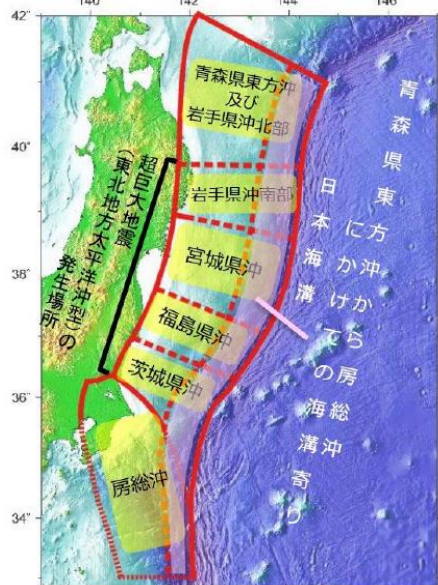 140° 142° 144° 146°
42°
40°
38°
36°
34°
青森県東方沖
及び
岩手県沖北部
岩手県沖南部
宮城県沖
福島県沖
茨城県沖
房総沖
超巨大地震
(東北地方太平洋沖型)の
発生場所
青森県東方沖から房総沖
にかけての海溝寄り
日本海溝